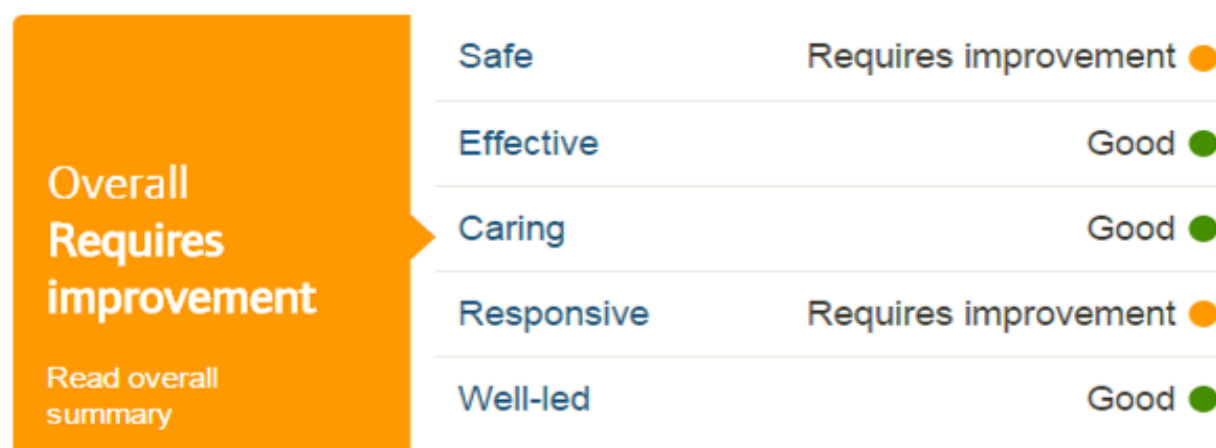 Overall
Requires
improvement
Read overall
summary
Safe Requires improvement
Effective Good
Caring Good
Responsive Requires improvement
Well-led Good